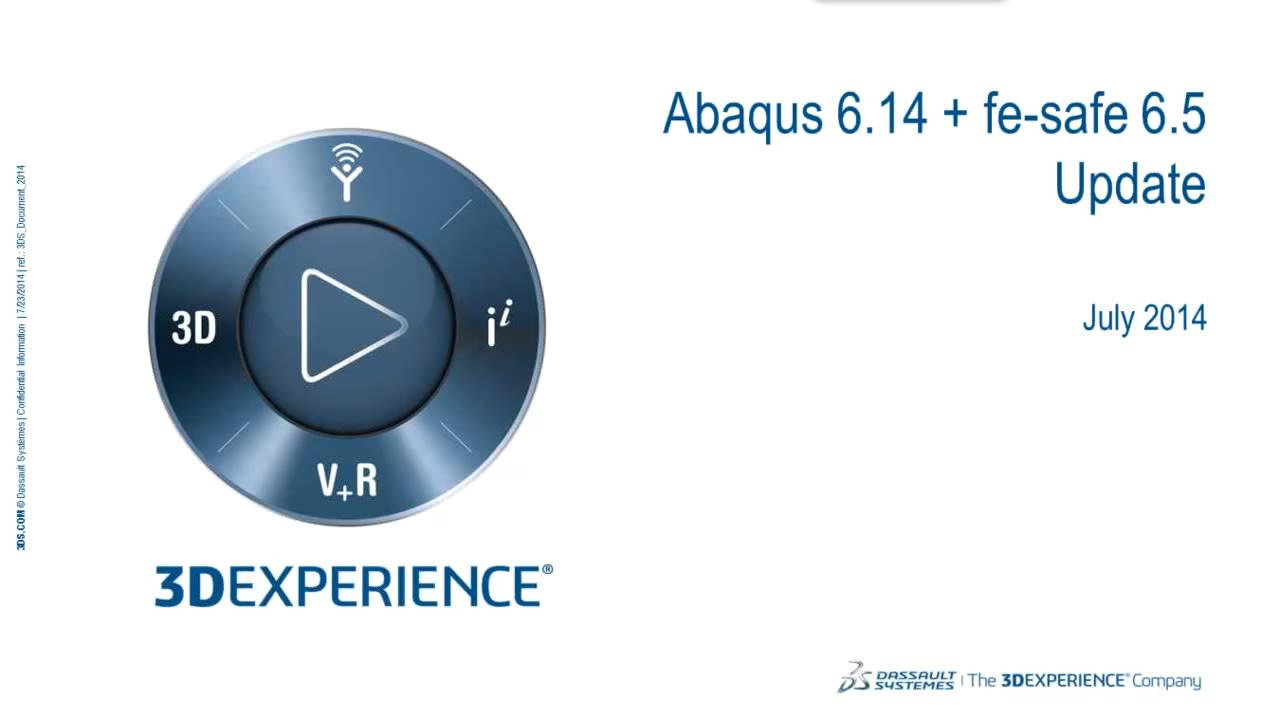 Abaqus 6.14 + fe-safe 6.5
Update
July 2014
3D
i i
V+R
3DEXPERIENCE®
3DS.COM © Dassault Systèmes | Confidential Information | 7/23/2014 | ref.: 3DS_Document_2014
3DS DASSAULT SYSTEMES | The 3DEXPERIENCE® Company